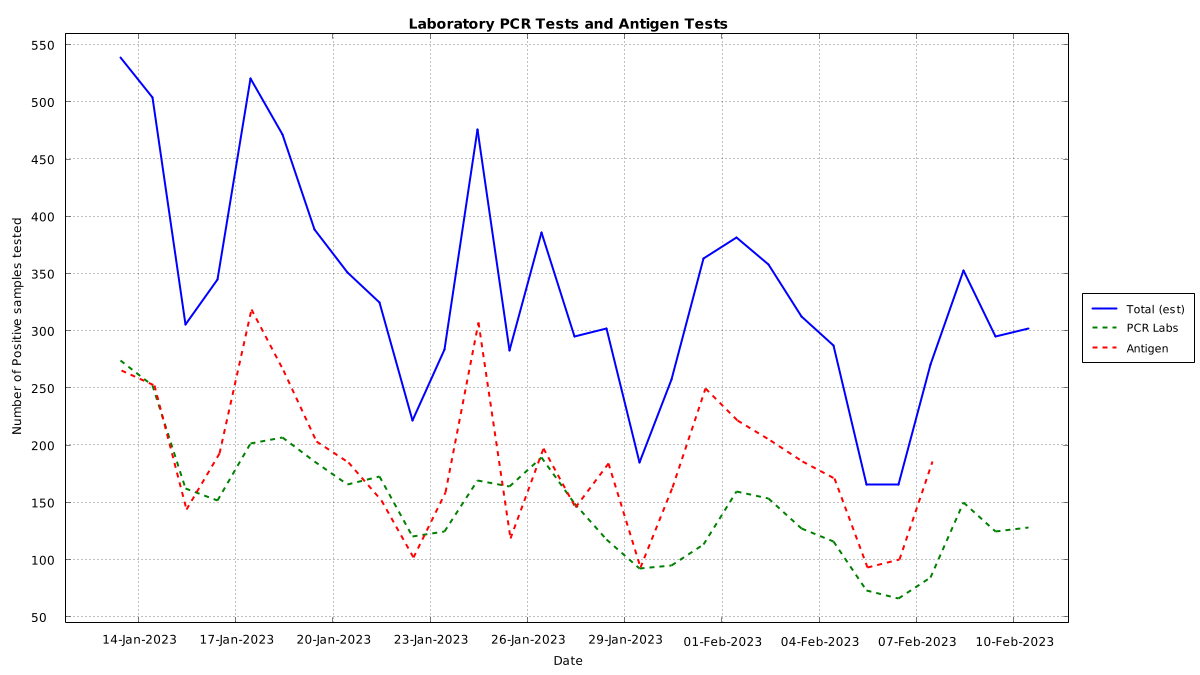 Laboratory PCR Tests and Antigen Tests
Number of Positive samples tested
550
500
450
400
350
300
250
200
150
100
50
14-Jan-2023 17-Jan-2023 20-Jan-2023 23-Jan-2023 26-Jan-2023 29-Jan-2023 01-Feb-2023 04-Feb-2023 07-Feb-2023 10-Feb-2023
Date
Total (est)
PCR Labs
Antigen